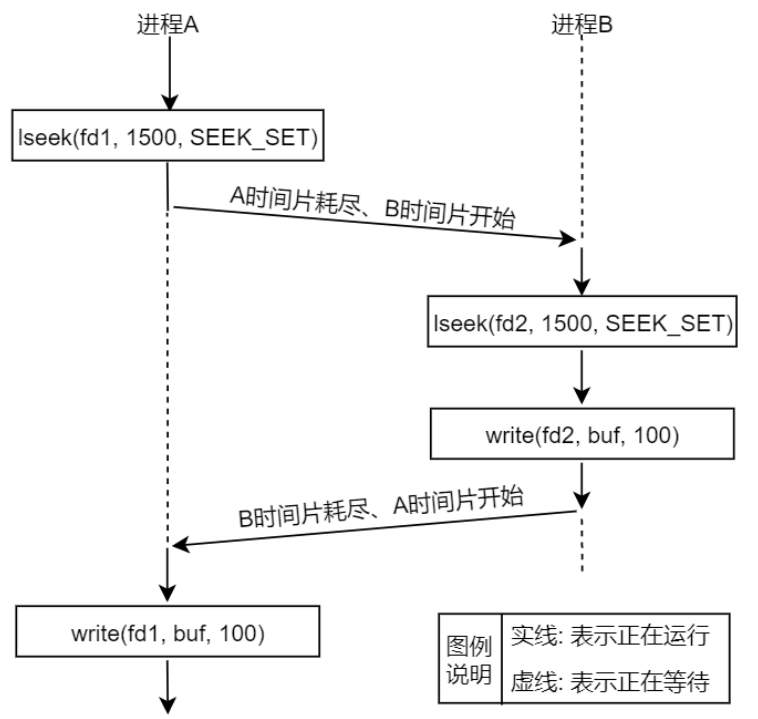 进程A
进程B
lseek(fd1, 1500, SEEK_SET)
A时间片耗尽、B时间片开始
lseek(fd2, 1500, SEEK_SET)
write(fd2, buf, 100)
B时间片耗尽、A时间片开始
write(fd1, buf, 100)
图例
说明
实线: 表示正在运行
虚线: 表示正在等待